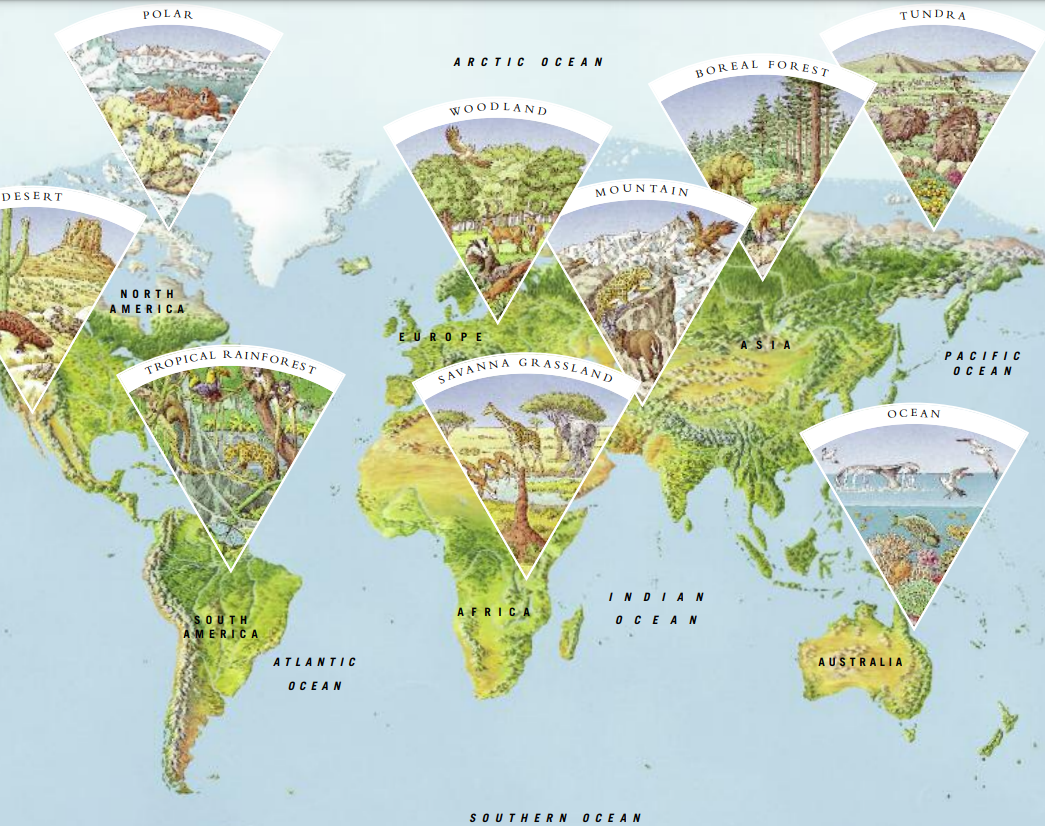 POLAR
TUNDRA
ARCTIC OCEAN
BOREAL FOREST
WOODLAND
DESERT
MOUNTAIN
NORTH
AMERICA
EUROPE
ASIA
PACIFIC
OCEAN
TROPICAL RAINFOREST
SAVANNA GRASSLAND
OCEAN
INDIAN
OCEAN
AFRICA
SOUTH
AMERICA
ATLANTIC
OCEAN
AUSTRALIA
SOUTHERN OCEAN